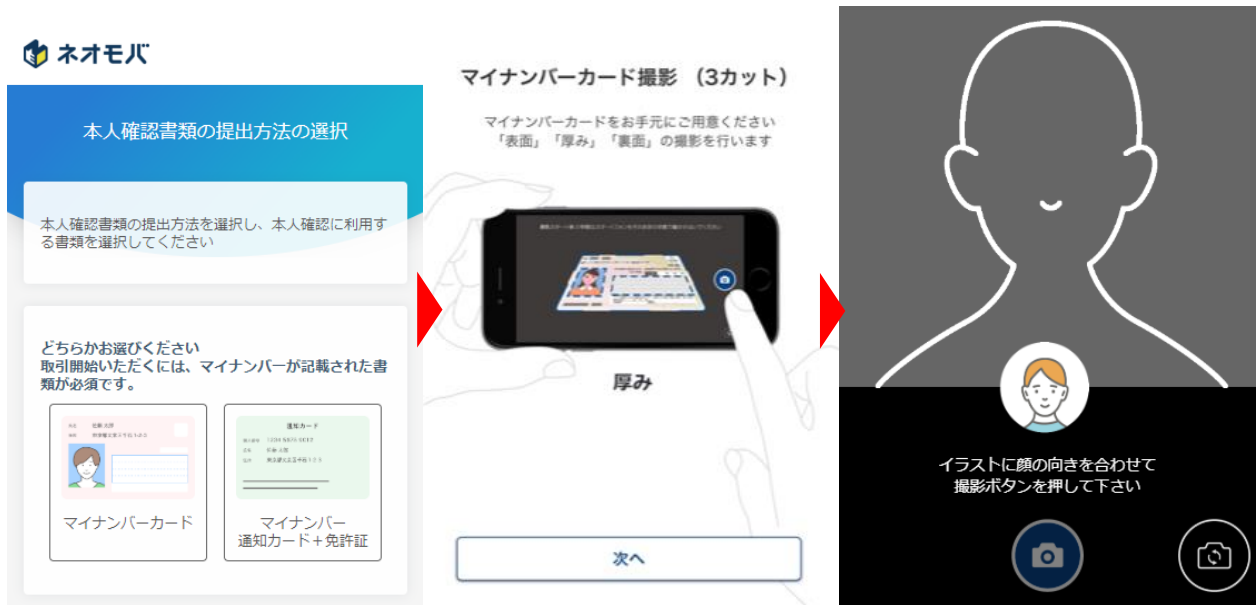 ネオモバ
本人確認書類の提出方法の選択
本人確認書類の提出方法を選択し、本人確認に利用す
る書類を選択してください
どちらかお選びください
取引開始いただくには、マイナンバーが記載された書
類が必須です。
マイナンバーカード
通知カード
マイナンバー
通知カード＋免許証
マイナンバーカード撮影 （3カット）
マイナンバーカードをお手元にご用意ください
「表面」「厚み」「裏面」の撮影を行います
厚み
次へ
イラストに顔の向きを合わせて
撮影ボタンを押して下さい